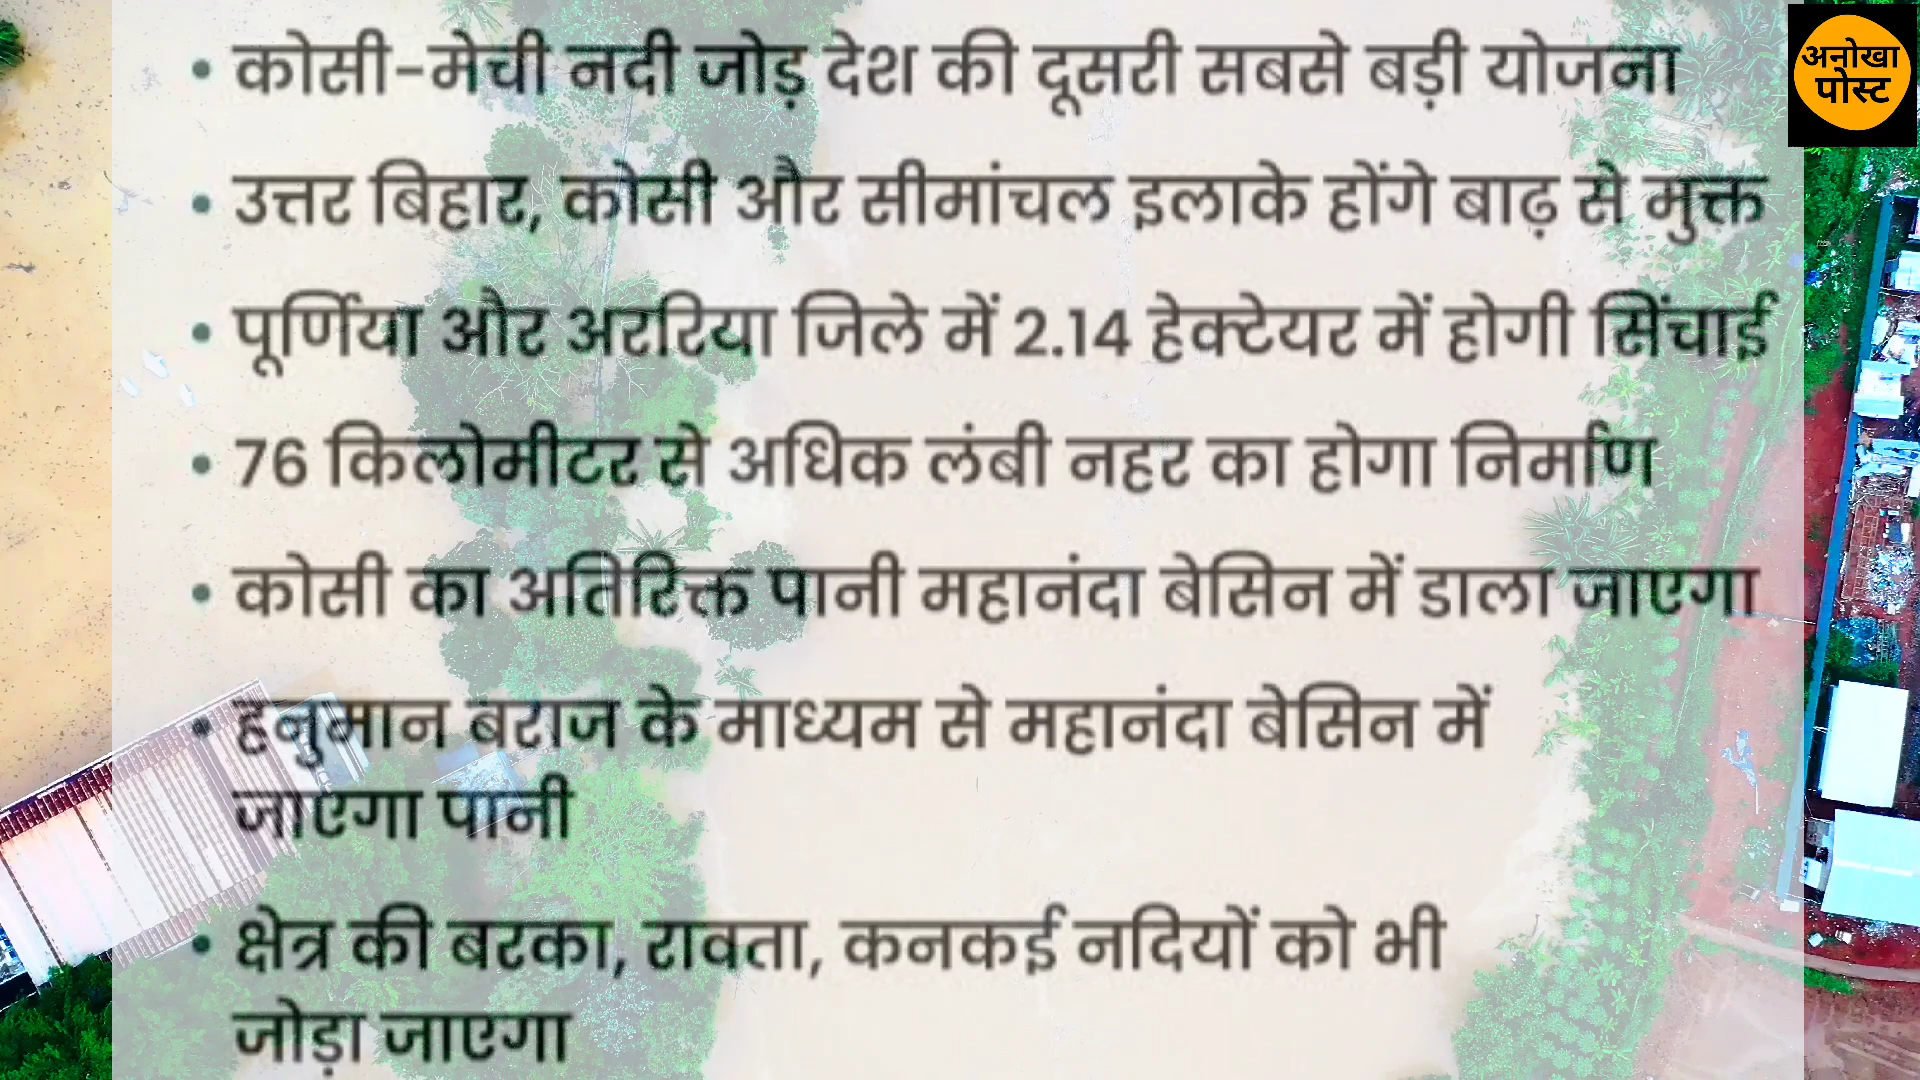 अनोखा
पोस्ट
• कोसी-मेची नदी जोड़ देश की दूसरी सबसे बड़ी योजना
• उत्तर बिहार, कोसी और सीमांचल इलाके होंगे बाढ़ से मुक्त
• पूर्णिया और अररिया जिले में 2.14 हेक्टेयर में होगी सिंचाई
• 76 किलोमीटर से अधिक लंबी नहर का होगा निर्माण
• कोसी का अतिरिक्त पानी महानंदा बेसिन में डाला जाएगा
• हनुमान बराज के माध्यम से महानंदा बेसिन में
जाएगा पानी
• क्षेत्र की बरका, रावता, कनकई नदियों को भी
जोड़ा जाएगा